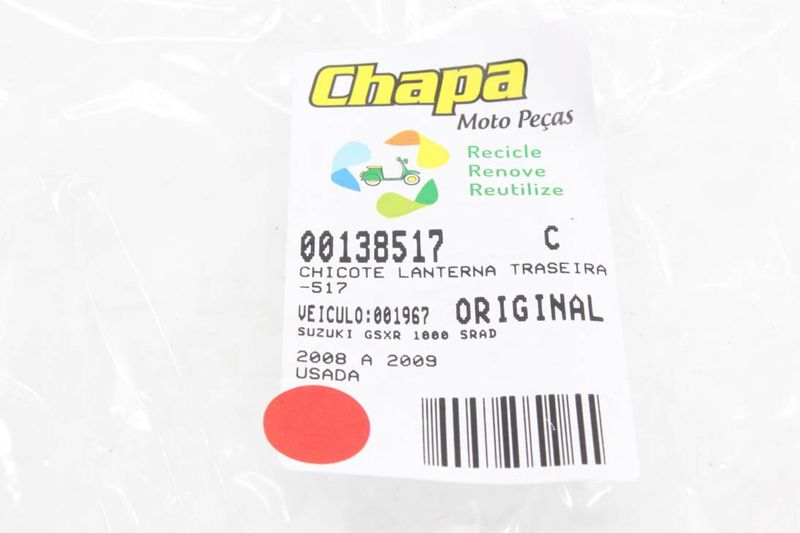 Chapa
Moto Peças
Recicle
Renove
Reutilize
00138517 C
CHICOTE LANTERNA TRASEIRA
-517
VEICULO:001967 ORIGINAL
SUZUKI GSXR 1000 SRAD
2008 A 2009
USADA